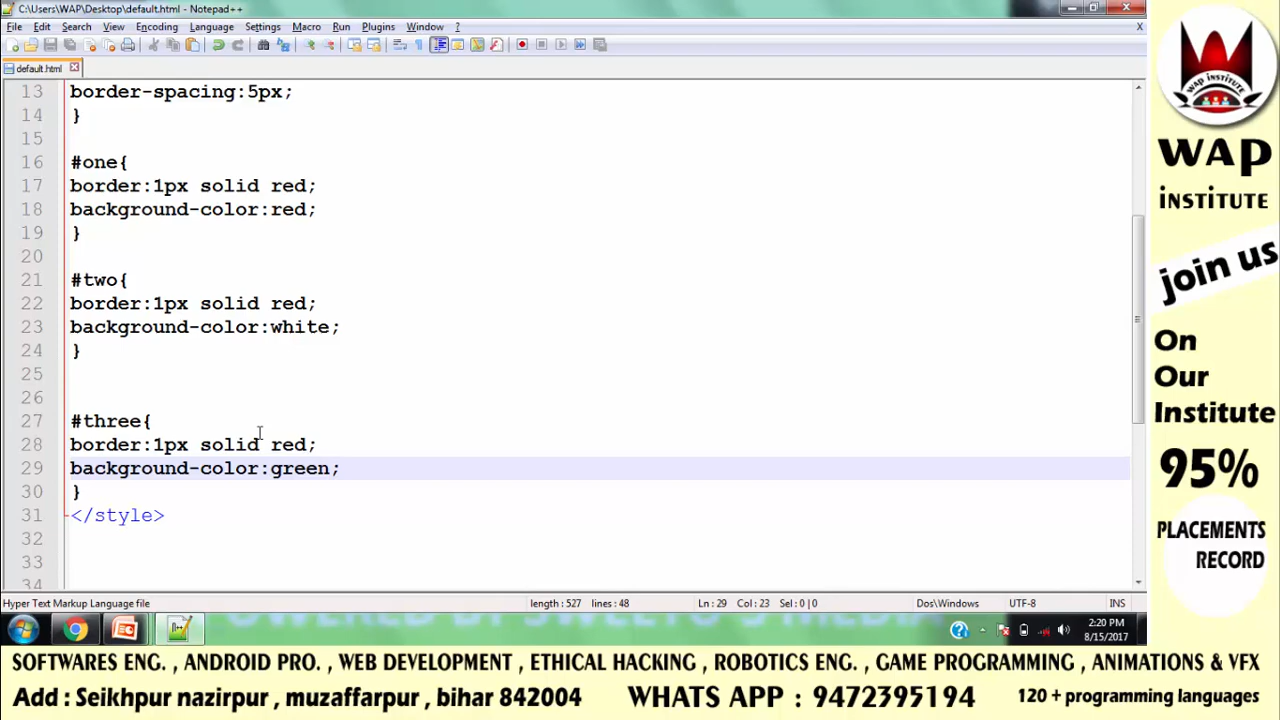 C:\Users\WAP\Desktop\default.html - Notepad++
File Edit Search View Encoding Language Settings Macro Run Plugins Window ?
X
default.html
13 border-spacing:5px;
14 }
15
16 #one{
17 border:1px solid red;
18 background-color:red;
19 }
20
21 #two{
22 border:1px solid red;
23 background-color:white;
24 }
25
26
27 #three{
28 border:1px solid red;
29 background-color:green;
30 }
31 </style>
32
33
34
Hyper Text Markup Language file length : 527 lines : 48 Ln : 29 Col : 23 Sel : 0 | 0 Dos\Windows UTF-8 INS
2:20 PM
8/15/2017
WAP INSTITUTE
WAP
INSTITUTE
join us
On
Our
Institute
95%
PLACEMENTS
RECORD
SOFTWARES ENG. , ANDROID PRO. , WEB DEVELOPMENT , ETHICAL HACKING , ROBOTICS ENG. , GAME PROGRAMMING , ANIMATIONS & VFX
Add : Seikhpur nazirpur , muzaffarpur , bihar 842004 WHATS APP : 9472395194 120 + programming languages